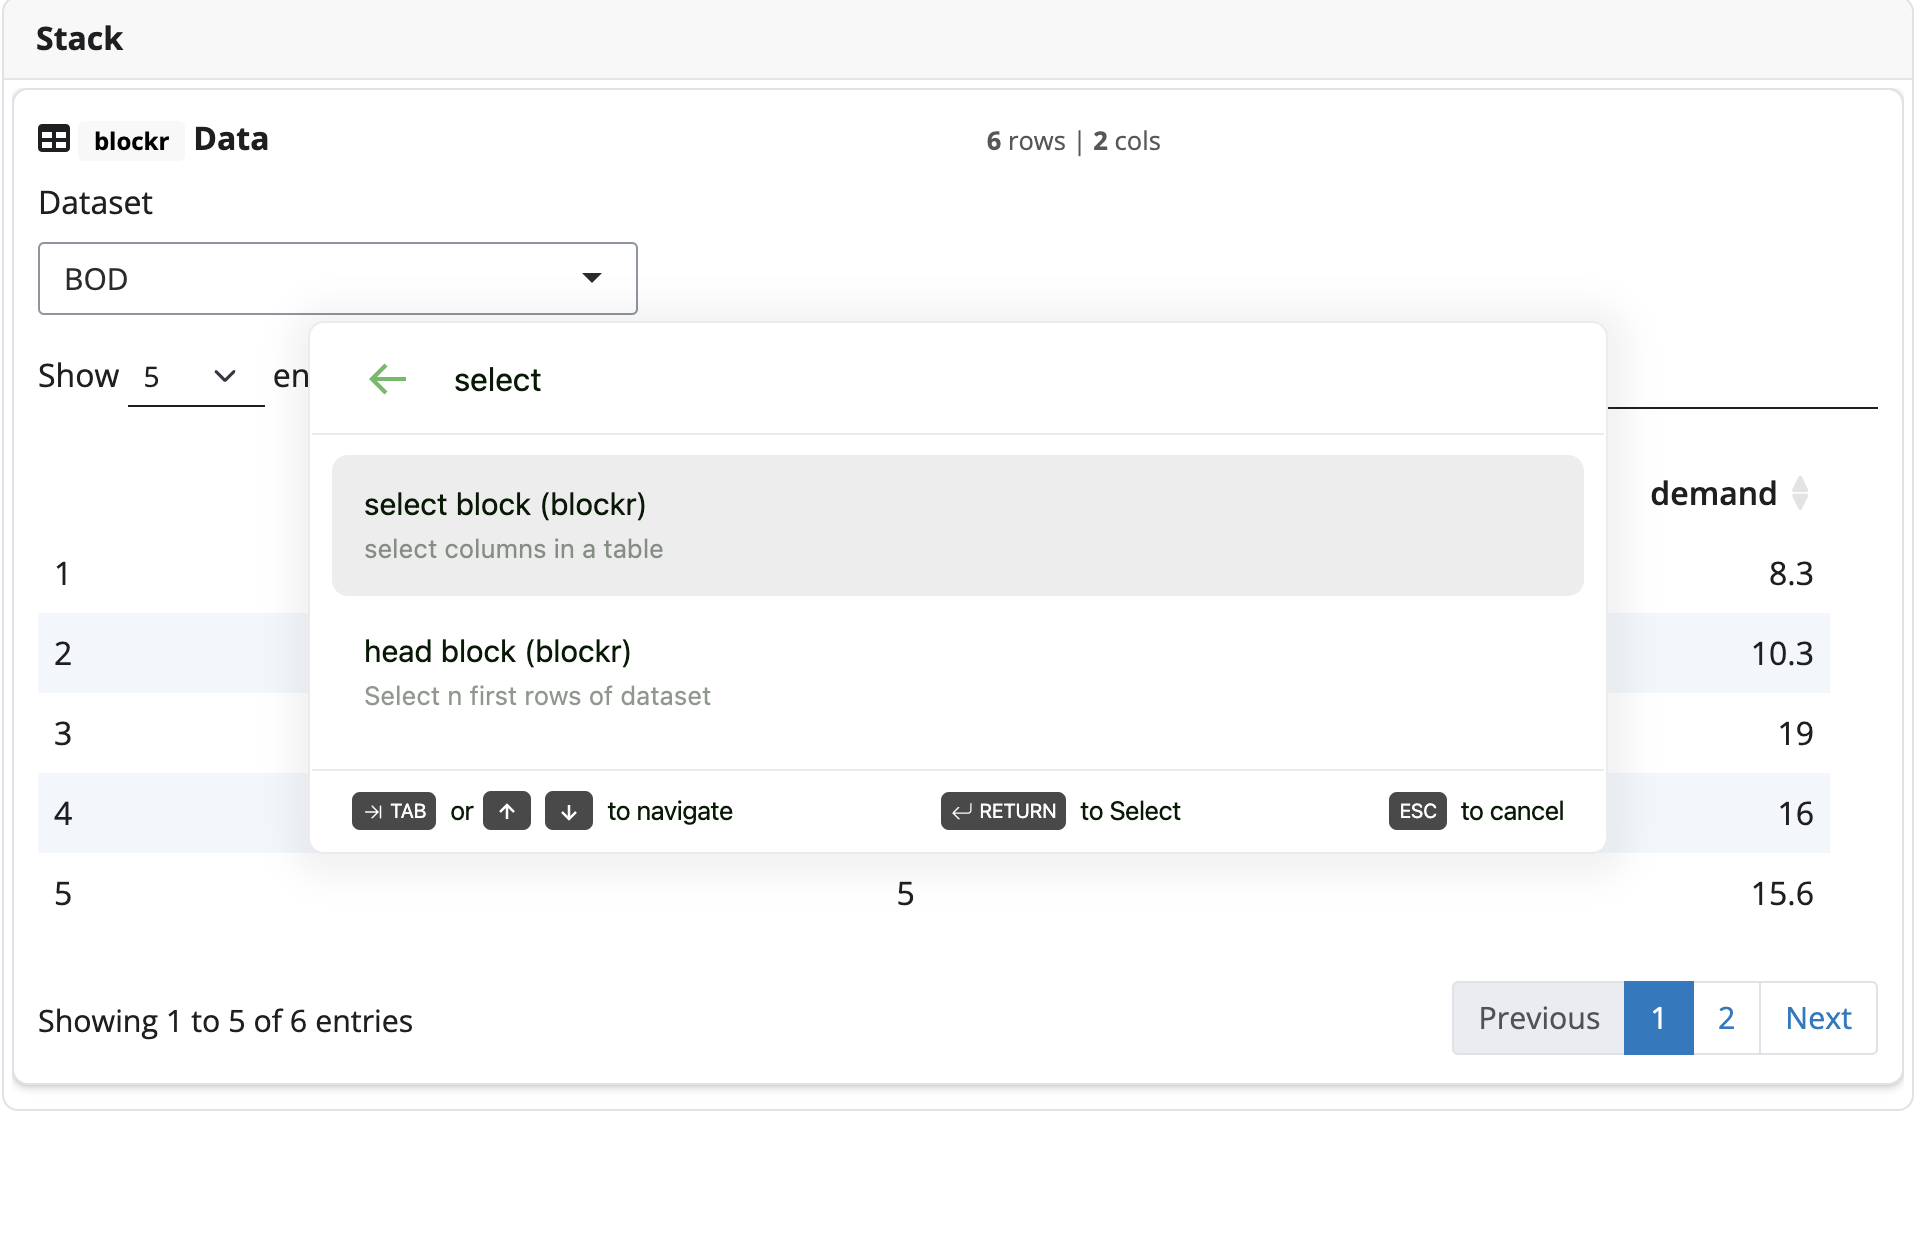 Stack
blockr Data
6 rows | 2 cols
Dataset
BOD
Show 5 en
select
select block (blockr)
select columns in a table
head block (blockr)
Select n first rows of dataset
TAB or to navigate
RETURN to Select
ESC to cancel
demand
1 8.3
2 10.3
3 19
4 16
5 5 15.6
Showing 1 to 5 of 6 entries
Previous 1 2 Next